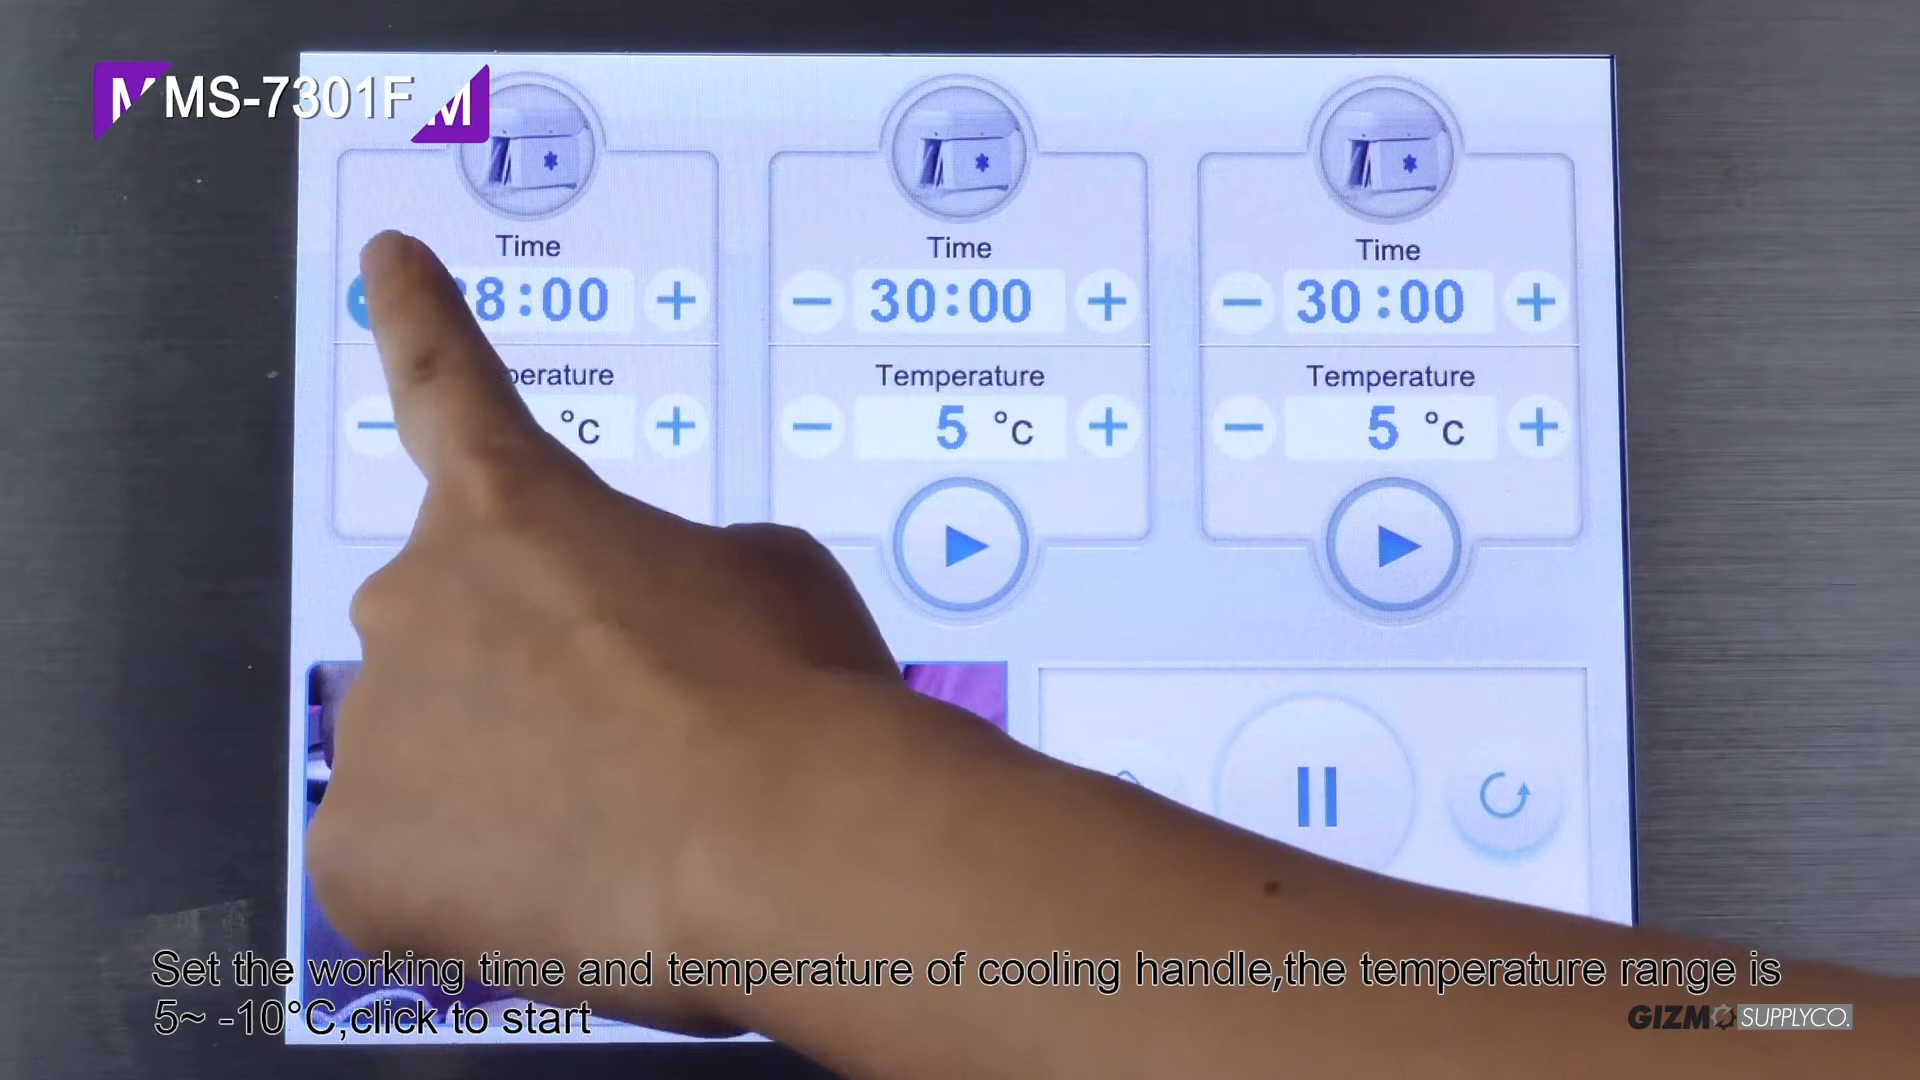 MS-7301F
M
Time
Time
Time
8:00
30:00
30:00
perature
Temperature
Temperature
°c
5 °c
5 °c
Set the working time and temperature of cooling handle,the temperature range is
5~ -10°C,click to start
GIZMO SUPPLYCO.